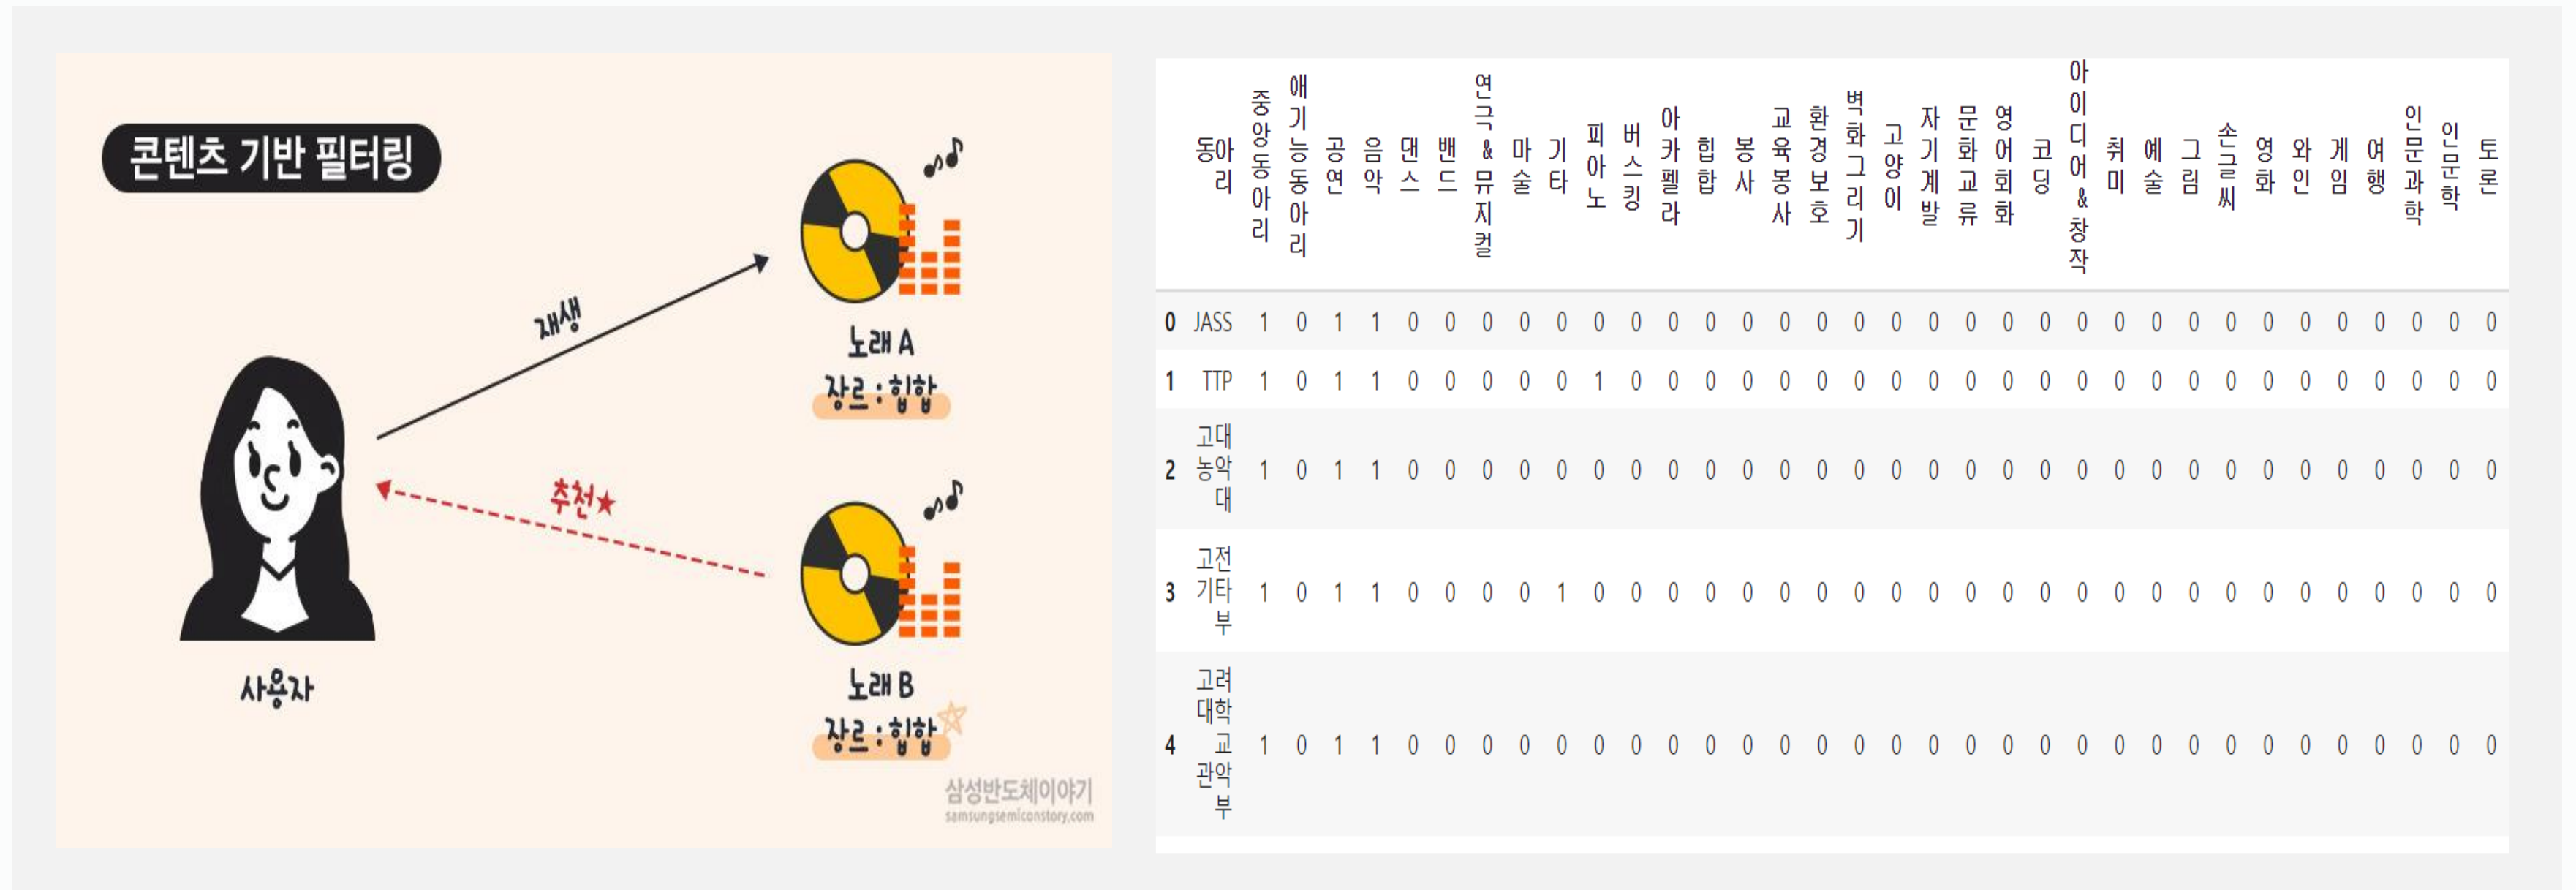 콘텐츠 기반 필터링
재생
노래 A
장르 : 힙합
추천★
사용자
노래 B
장르 : 힙합
삼성반도체이야기
samsungsemiconstory.com
동아리 중앙동아리 애기능동아리 공연 음악 댄스 밴드 연극&뮤지컬 마술 기타 피아노 버스킹 아카펠라 힙합 봉사 교육봉사 환경보호 벽화그리기 고양이 자기계발 문화교류 영어회화 코딩 아이디어&창작 취미 예술 그림 손글씨 영화 와인 게임 여행 인문과학 인문학 토론
0 JASS 1 0 1 1 0 0 0 0 0 0 0 0 0 0 0 0 0 0 0 0 0 0 0 0 0 0 0 0 0 0 0 0 0 0
1 TTP 1 0 1 1 0 0 0 0 0 1 0 0 0 0 0 0 0 0 0 0 0 0 0 0 0 0 0 0 0 0 0 0 0 0
2 고대농악대 1 0 1 1 0 0 0 0 0 0 0 0 0 0 0 0 0 0 0 0 0 0 0 0 0 0 0 0 0 0 0 0 0 0
3 고전기타부 1 0 1 1 0 0 0 0 1 0 0 0 0 0 0 0 0 0 0 0 0 0 0 0 0 0 0 0 0 0 0 0 0 0
4 고려대학교관악부 1 0 1 1 0 0 0 0 0 0 0 0 0 0 0 0 0 0 0 0 0 0 0 0 0 0 0 0 0 0 0 0 0 0